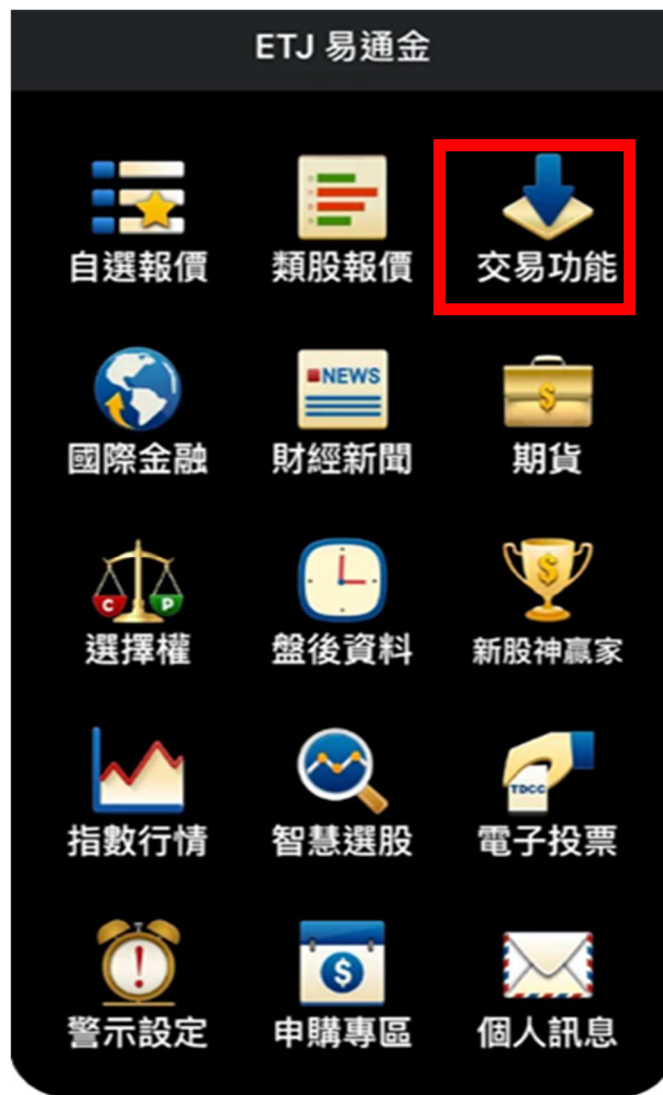 ETJ 易通金
自選報價
類股報價
交易功能
國際金融
NEWS
財經新聞
$
期貨
C P
選擇權
盤後資料
$
新股神贏家
指數行情
智慧選股
TDCC
電子投票
!
警示設定
$
申購專區
個人訊息